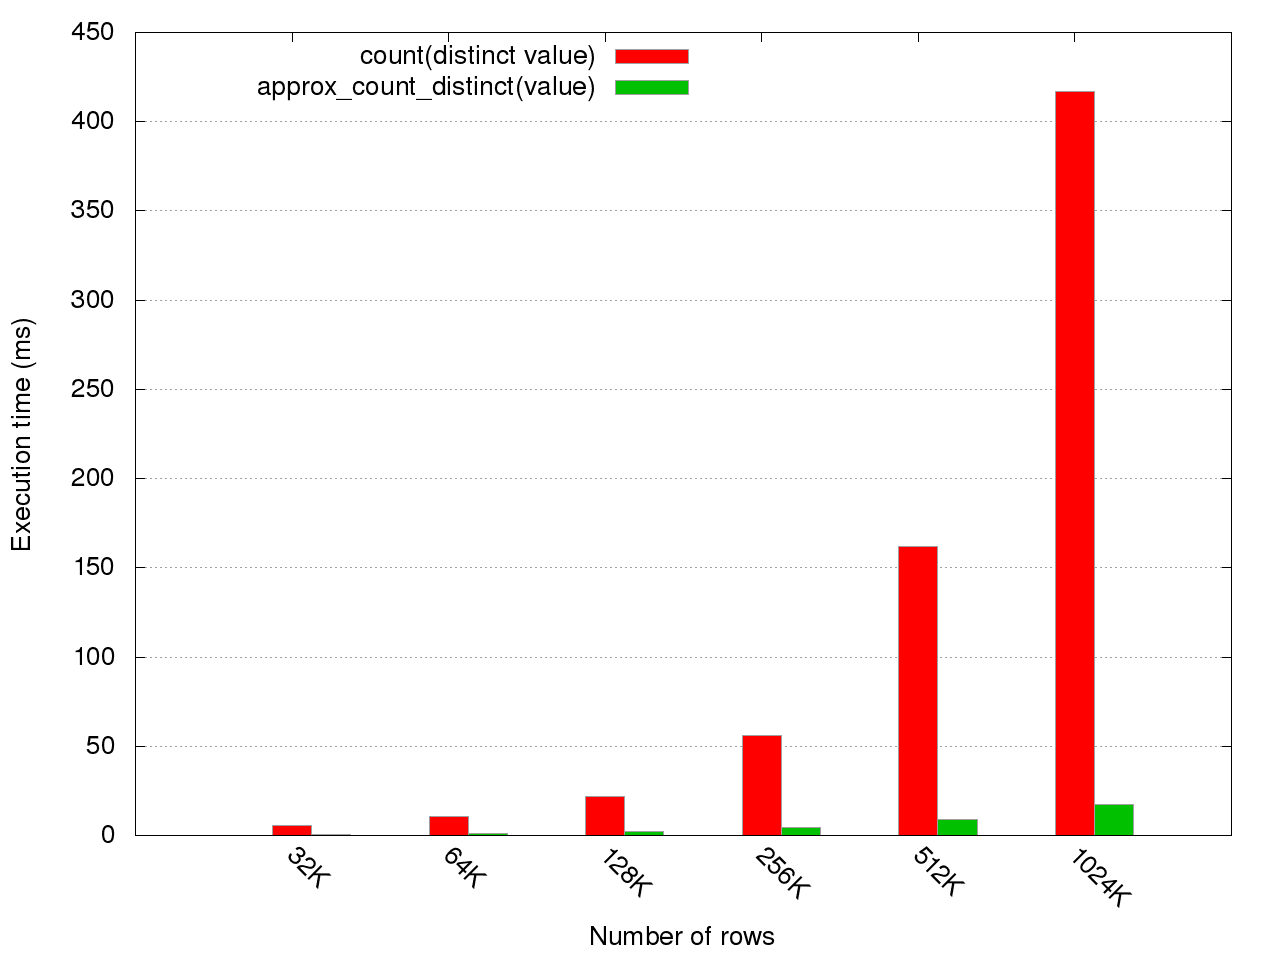 count(distinct value)
approx_count_distinct(value)
450
400
350
300
250
200
150
100
50
0
Execution time (ms)
32K
64K
128K
256K
512K
1024K
Number of rows